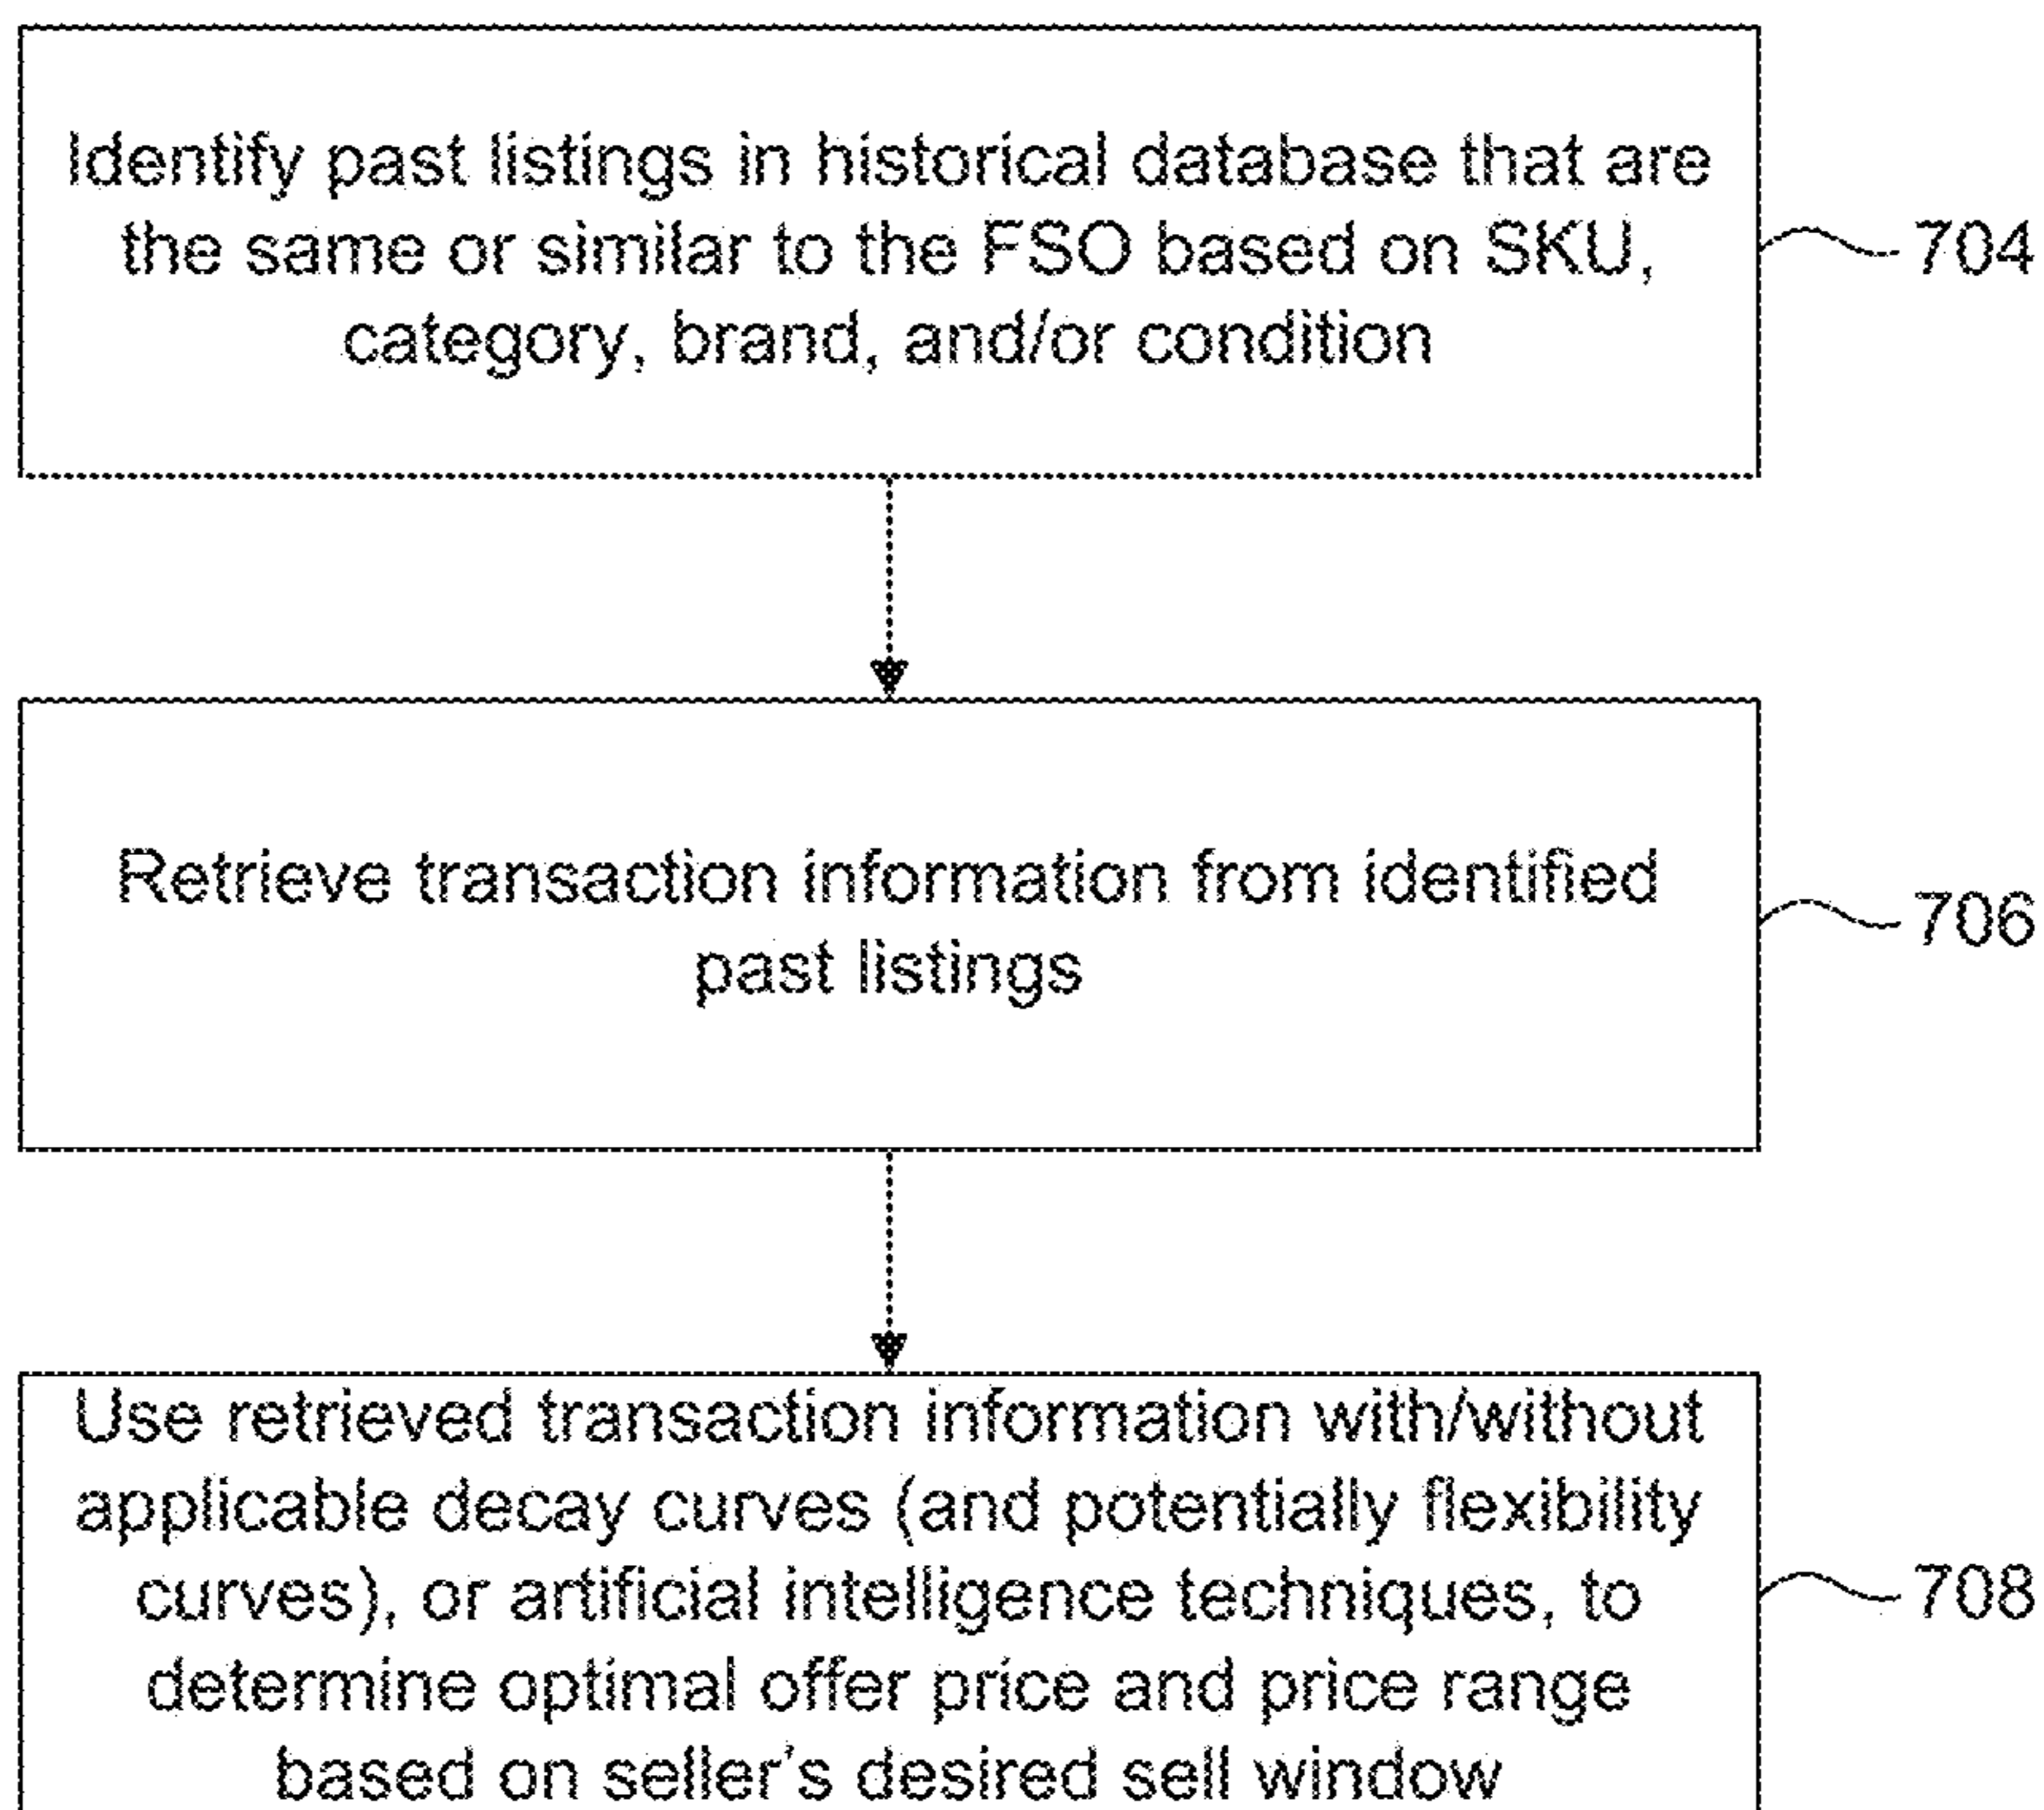 Identify past listings in historical database that are
the same or similar to the FSO based on SKU,
category, brand, and/or condition
704
Retrieve transaction information from identified
past listings
706
Use retrieved transaction information with/without
applicable decay curves (and potentially flexibility
curves), or artificial intelligence techniques, to
determine optimal offer price and price range
based on seller's desired sell window
708